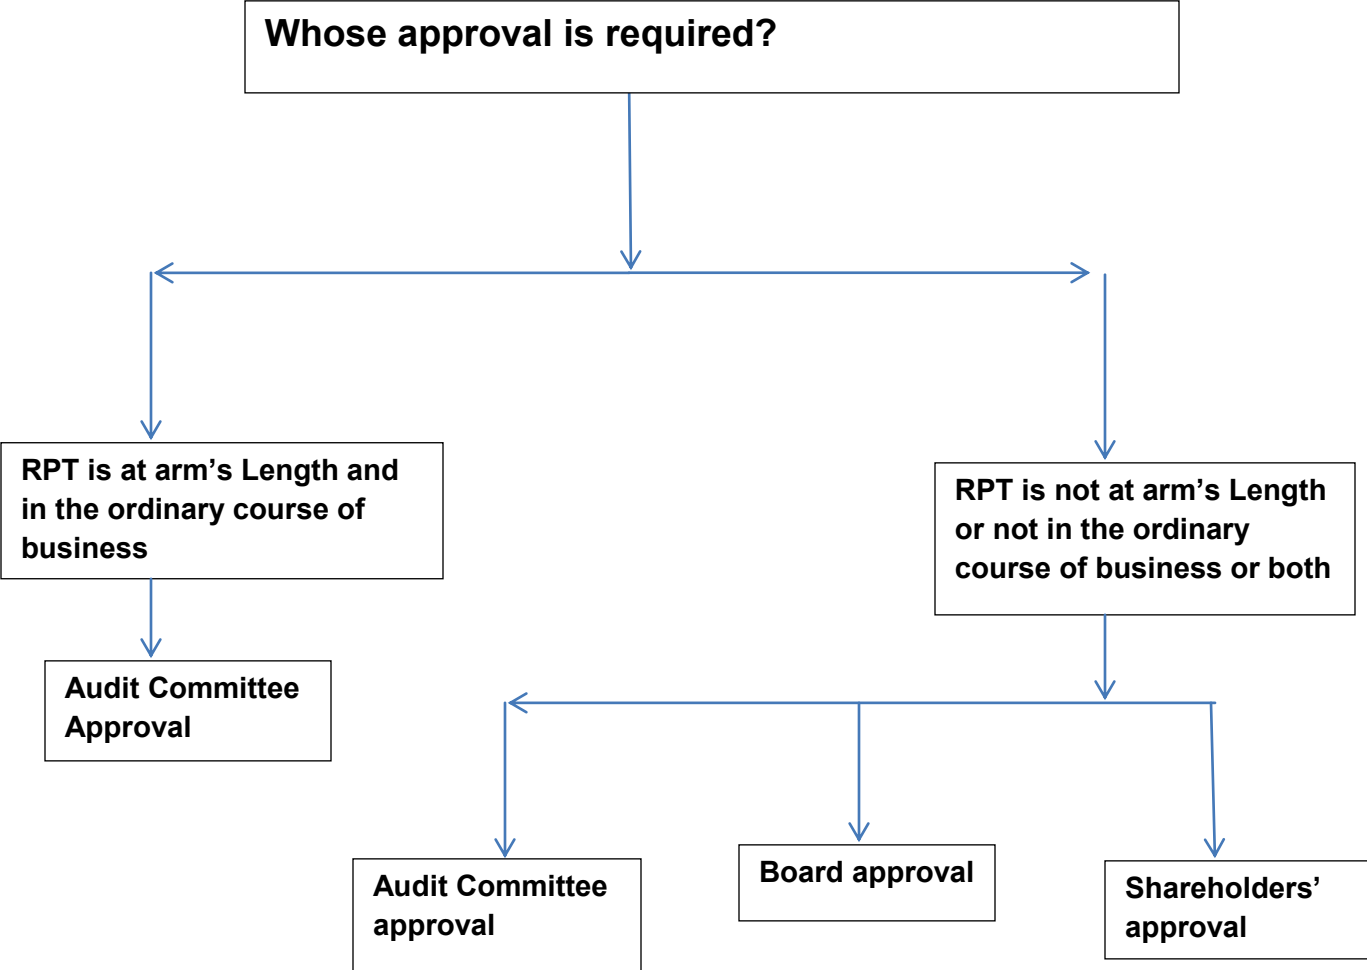 Whose approval is required?
RPT is at arm’s Length and
in the ordinary course of
business
RPT is not at arm’s Length
or not in the ordinary
course of business or both
Audit Committee
Approval
Audit Committee
approval
Board approval
Shareholders’
approval